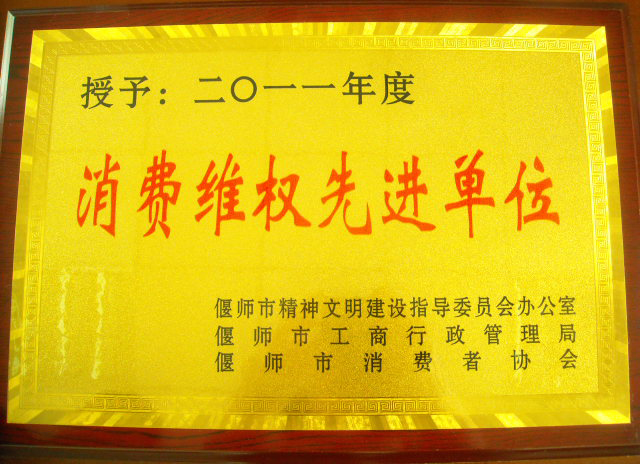 授予：二〇一一年度
消费维权先进单位
偃师市精神文明建设指导委员会办公室
偃师市工商行政管理局
偃师市消费者协会